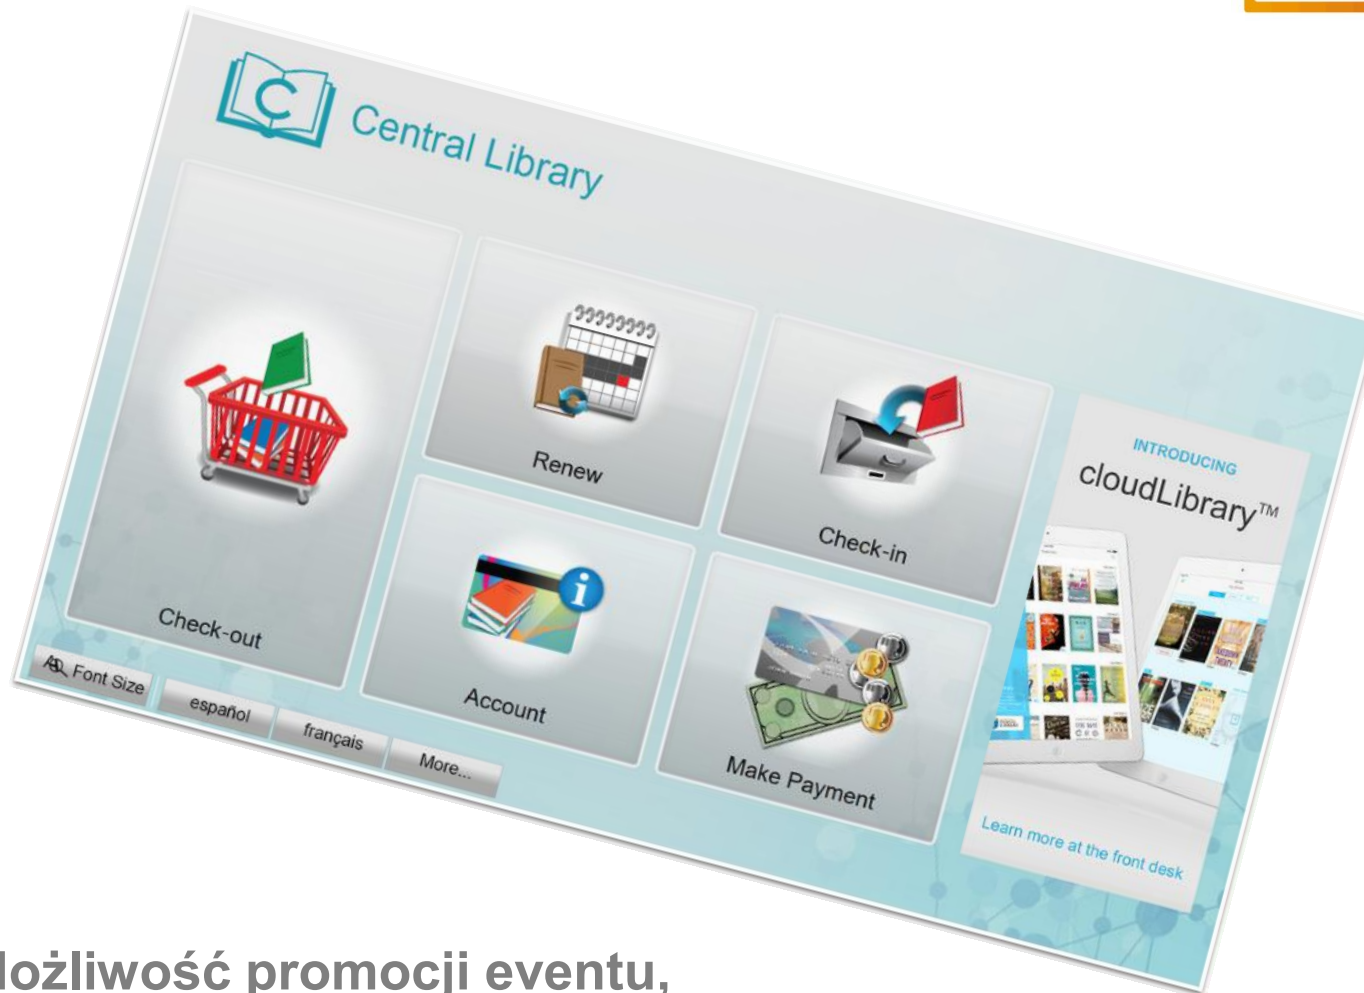 Central Library
Check-out
Renew
Check-in
Account
Make Payment
INTRODUCING
cloudLibrary™
Learn more at the front desk
Font Size
español
français
More...
ożliwość promocji eventu,